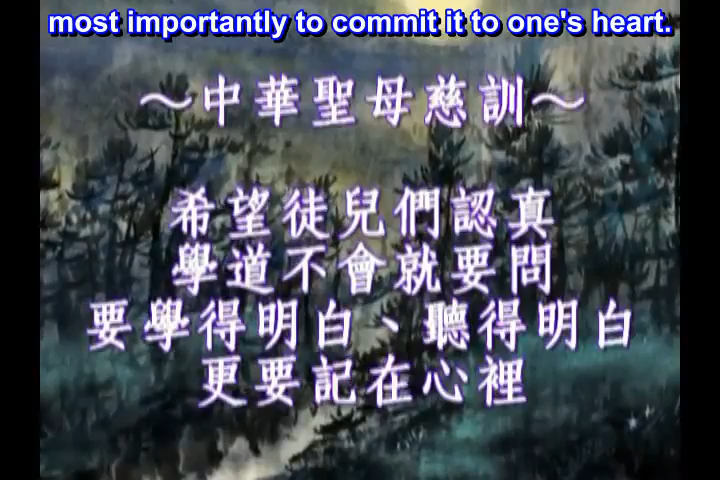 most importantly to commit it to one's heart.
～中華聖母慈訓～
希望徒兒們認真
學道不會就要問
要學得明白、聽得明白
更要記在心裡